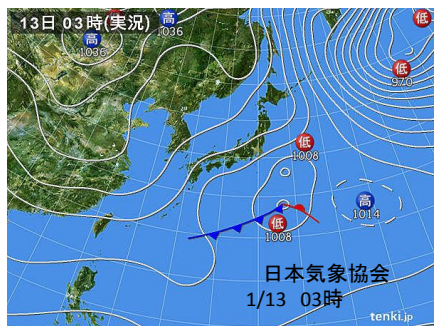 13日 03時(実況)
高
1036
高
1036
低
低
970
低
1008
高
1014
低
1008
日本気象協会
1/13 03時
tenki.jp